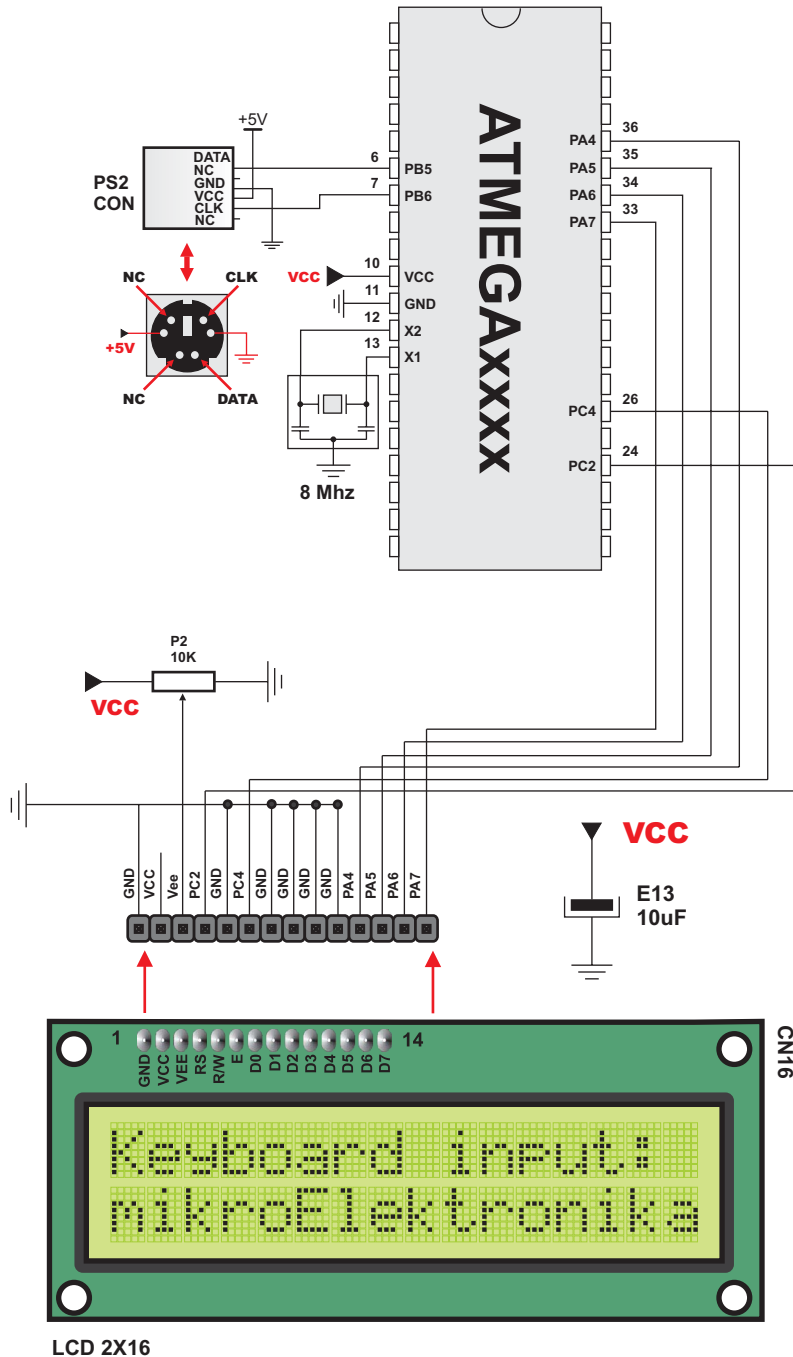 ATMEGAxxxx
+5V
PS2
CON
DATA
NC
GND
VCC
CLK
NC
6
7
PB5
PB6
36
35
34
33
PA4
PA5
PA6
PA7
NC
CLK
+5V
NC
DATA
VCC
10
11
12
13
VCC
GND
X2
X1
8 Mhz
26
24
PC4
PC2
P2
10K
VCC
GND
VCC
Vee
PC2
GND
PC4
GND
GND
GND
GND
PA4
PA5
PA6
PA7
VCC
E13
10uF
1
14
GND
VCC
VEE
RS
R/W
E
D0
D1
D2
D3
D4
D5
D6
D7
CN16
Keyboard input:
mikroElektronika
LCD 2X16